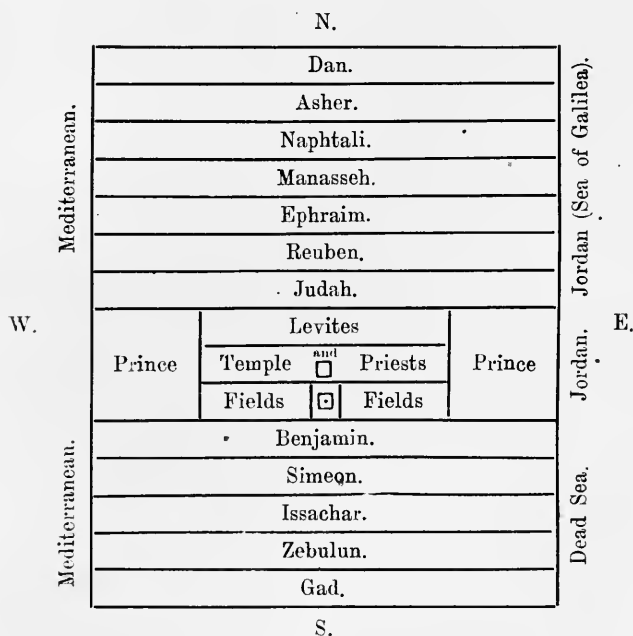 N.
Dan.
Asher.
Naphtali.
Manasseh.
Ephraim.
Reuben.
Judah.
Mediterranean.
Jordan (Sea of Galilea).
W.
Prince
Levites
Temple and Priests
Fields Fields
Prince
Jordan.
E.
Benjamin.
Simeon.
Issachar.
Zebulun.
Gad.
Mediterranean.
Dead Sea.
S.